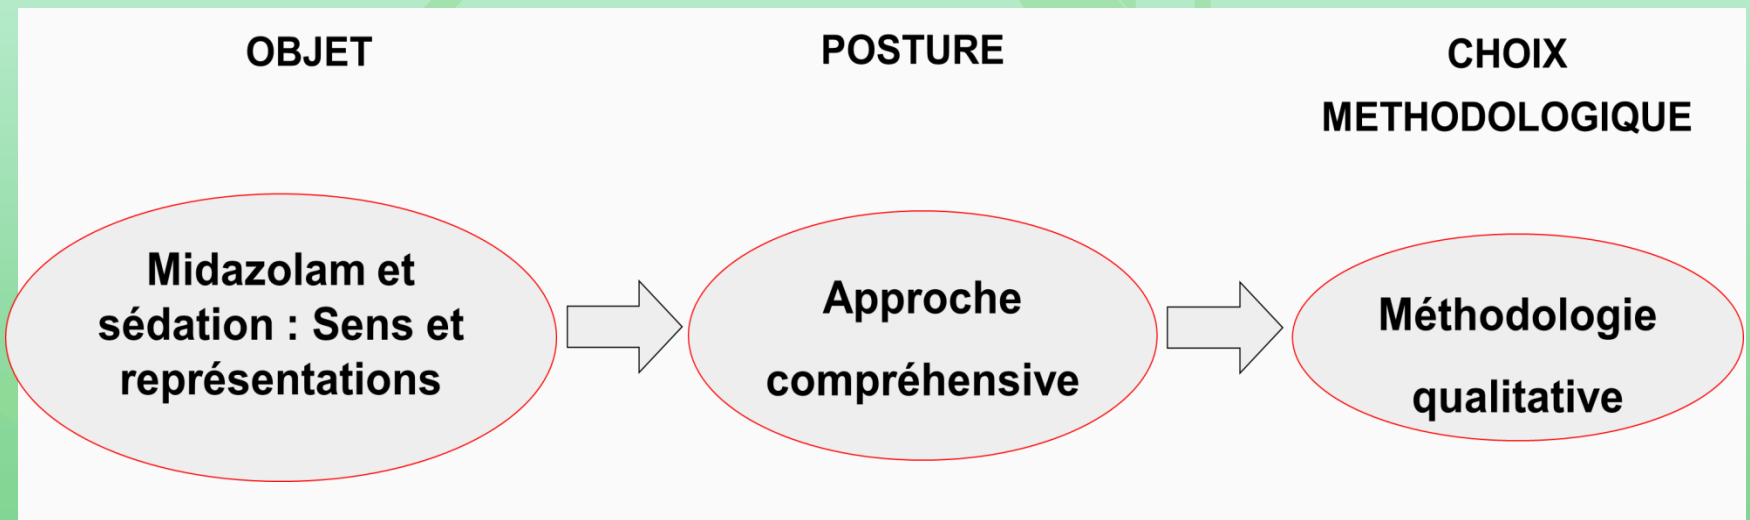 OBJET
POSTURE
CHOIX
METHODOLOGIQUE
Midazolam et
sédation : Sens et
représentations
Approche
compréhensive
Méthodologie
qualitative